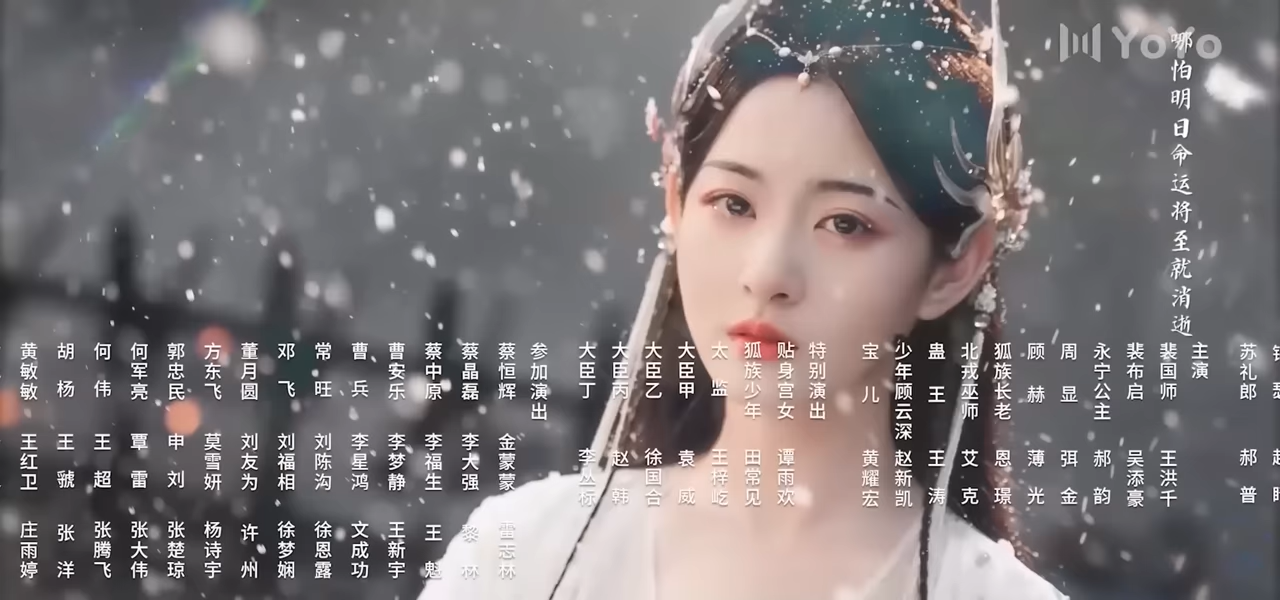 YoYo
哪怕明日命运将至就消逝
苏礼郎 郝普
主演
裴国师 王洪千
裴布启 吴添豪
永宁公主 郝韵
周显 弭金
顾赫 薄光
狐族长老 恩璟
北戎巫师 艾克
蛊王 王涛
少年顾云深 赵新凯
宝儿 黄耀宏
特别演出
贴身宫女 谭雨欢
狐族少年 田常见
太监 王梓屹
大臣甲 袁威
大臣乙 徐国合
大臣丙 赵韩
大臣丁 李丛标
参加演出
蔡恒辉 金蒙蒙 雷志林
蔡晶磊 李大强 黎林
蔡中原 李福生 王魁
曹安乐 李梦静 王新宇
曹兵 李星鸿 文成功
常旺 刘陈沟 徐恩露
邓飞 刘福相 徐梦娴
董月圆 刘友为 许州
方东飞 莫雪妍 杨诗宇
郭忠民 申刘 张楚琼
何军亮 覃雷 张大伟
何伟 王超 张腾飞
胡杨 王虢 张洋
黄敏敏 王红卫 庄雨婷